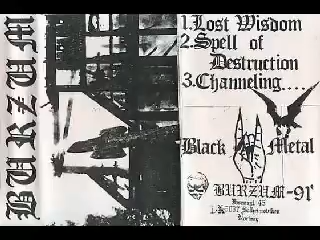 BURZUM
1.Lost Wisdom
2.Spell of
Destruction
3.Channeling....
Black Metal
BURZUM-91